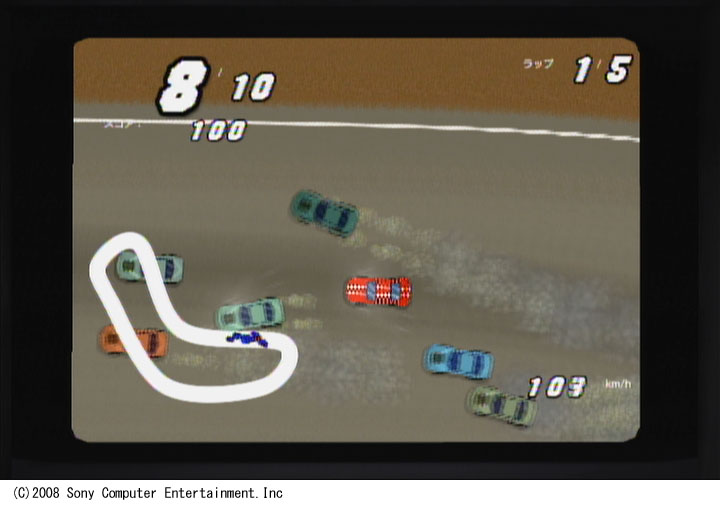 8/10
ラップ 1/5
スコア: 100
103 km/h
(C)2008 Sony Computer Entertainment.Inc